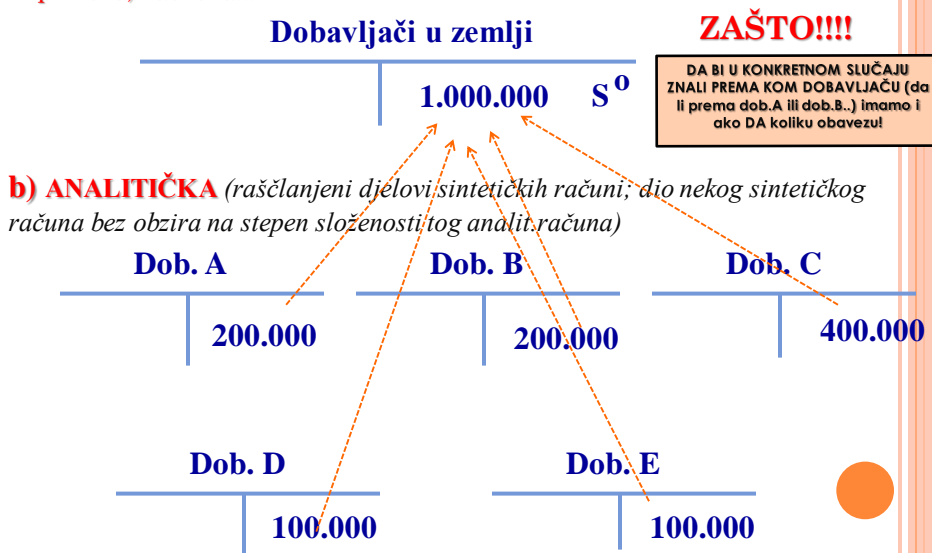 Dobavljači u zemlji
ZAŠTO!!!!
DA BI U KONKRETNOM SLUČAJU
ZNALI PREMA KOM DOBAVLJAČU (da
li prema dob.A ili dob.B..) imamo i
ako DA koliku obavezu!
1.000.000 S⁰
b) ANALITIČKA (raščlanjeni djelovi sintetičkih računi; dio nekog sintetičkog
računa bez obzira na stepen složenosti tog analit.računa)
Dob. A Dob. B Dob. C
200.000 200.000 400.000
Dob. D Dob. E
100.000 100.000